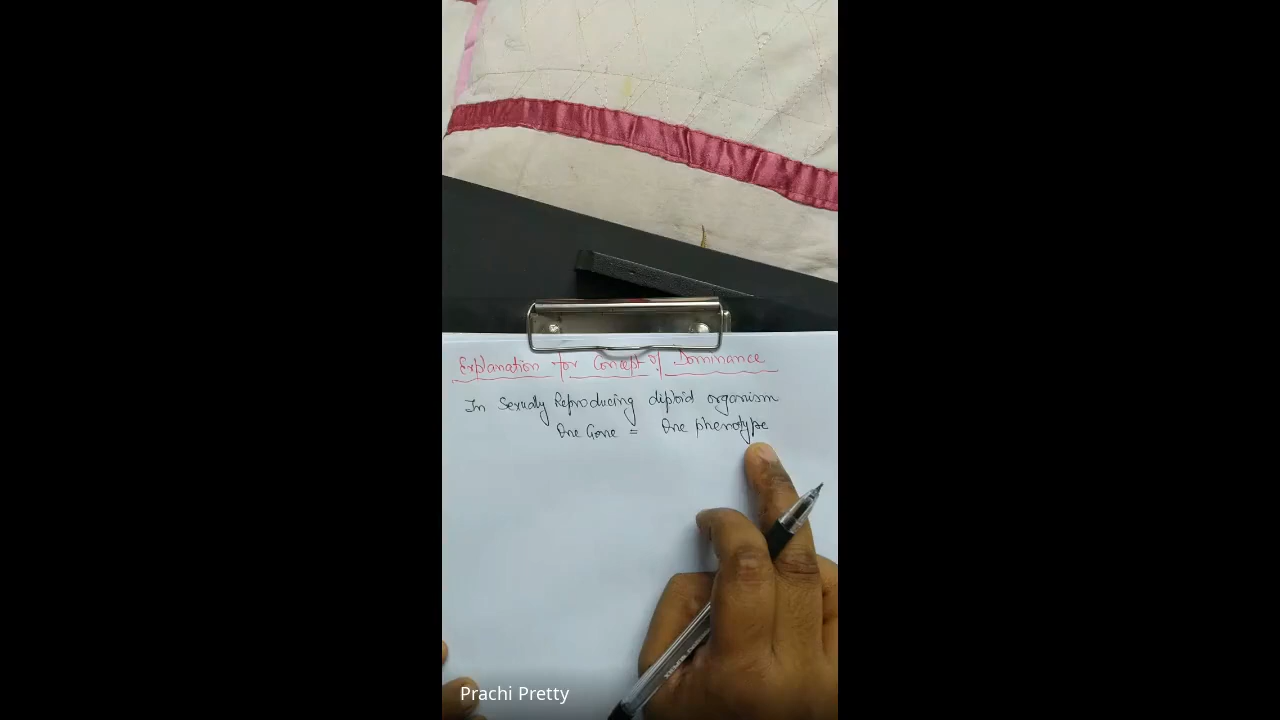 Explanation for Concept of Dominance
In Sexually Reproducing diploid organism
One Gene = One phenotype
Prachi Pretty